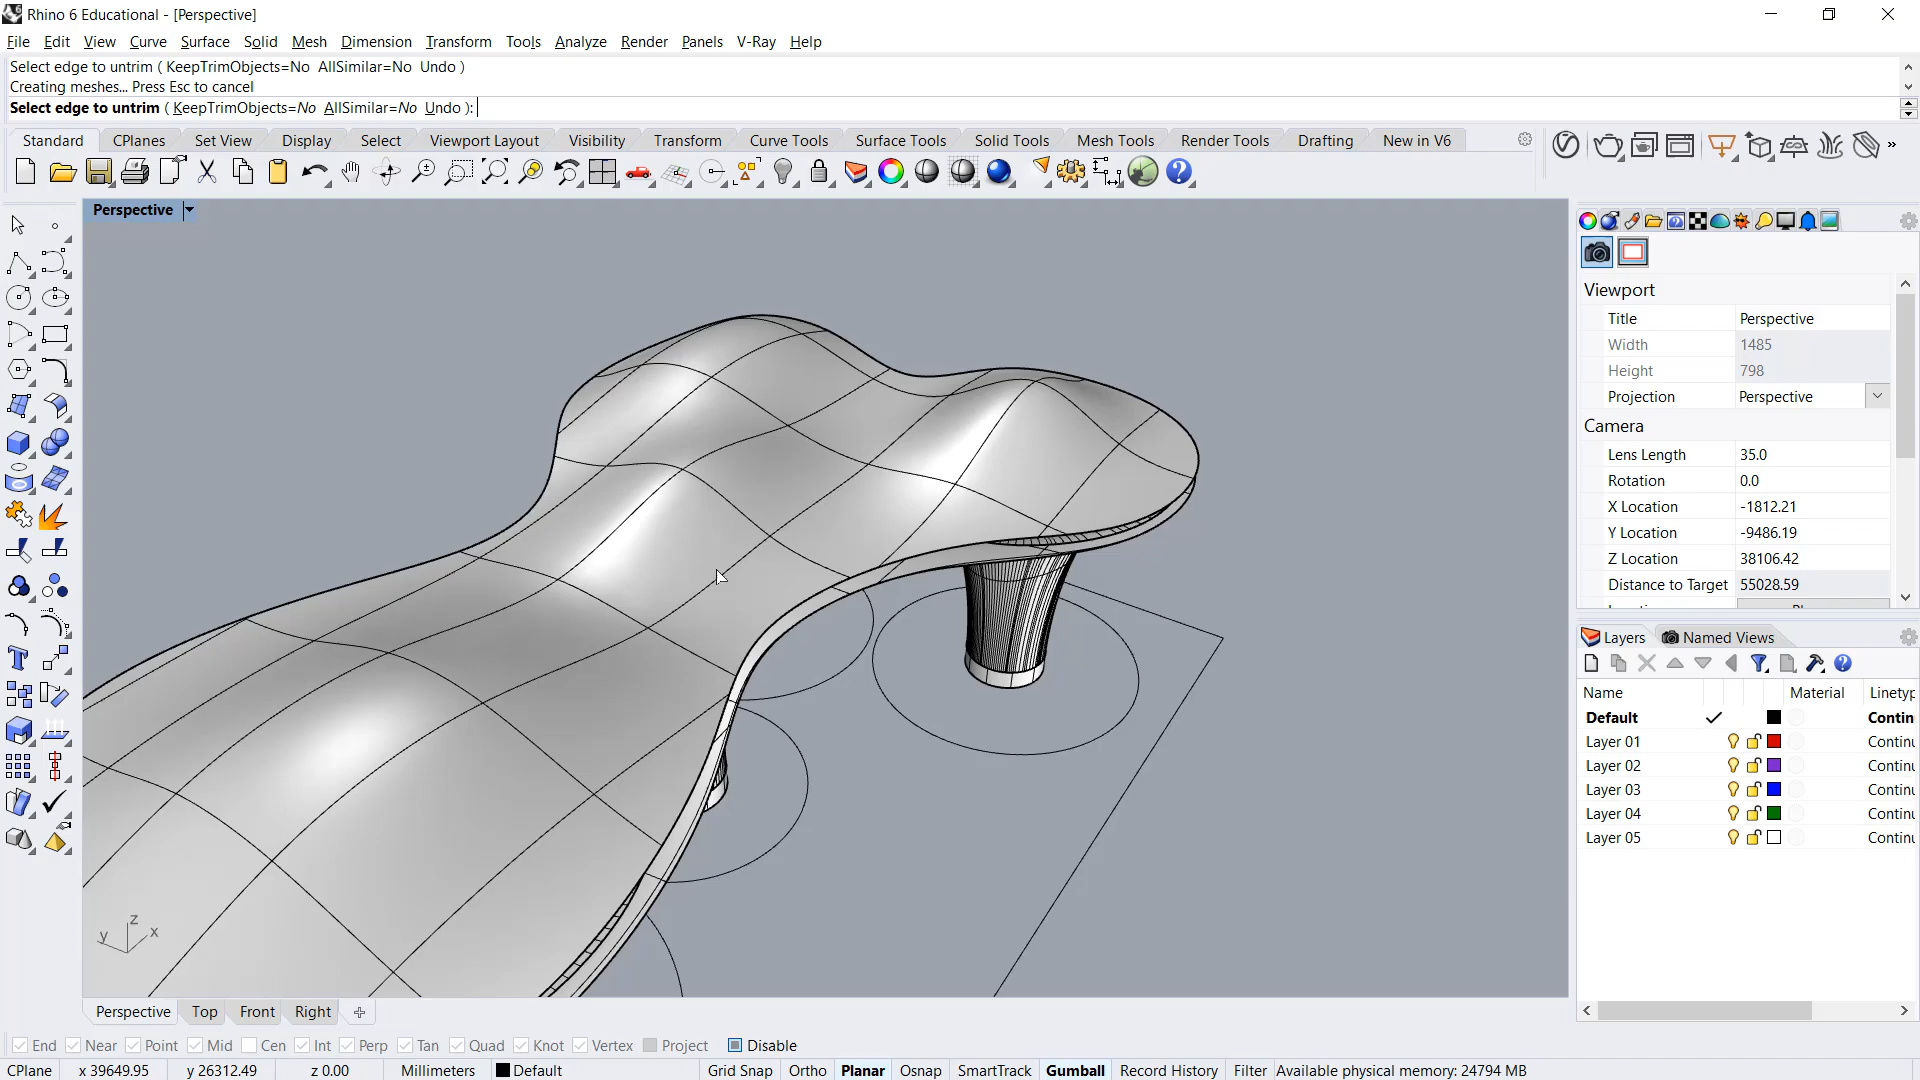 Rhino 6 Educational - [Perspective]
File Edit View Curve Surface Solid Mesh Dimension Transform Tools Analyze Render Panels V-Ray Help
Select edge to untrim ( KeepTrimObjects=No AllSimilar=No Undo )
Creating meshes... Press Esc to cancel
Select edge to untrim ( KeepTrimObjects=No AllSimilar=No Undo ):
Standard CPlanes Set View Display Select Viewport Layout Visibility Transform Curve Tools Surface Tools Solid Tools Mesh Tools Render Tools Drafting New in V6
Perspective
Viewport
Title Perspective
Width 1485
Height 798
Projection Perspective
Camera
Lens Length 35.0
Rotation 0.0
X Location -1812.21
Y Location -9486.19
Z Location 38106.42
Distance to Target 55028.59
Layers Named Views
Name Material Linetyp
Default Contin
Layer 01 Continu
Layer 02 Continu
Layer 03 Continu
Layer 04 Continu
Layer 05 Continu
z
y x
Perspective Top Front Right
End Near Point Mid Cen Int Perp Tan Quad Knot Vertex Project Disable
CPlane x 39649.95 y 26312.49 z 0.00 Millimeters Default Grid Snap Ortho Planar Osnap SmartTrack Gumball Record History Filter Available physical memory: 24794 MB